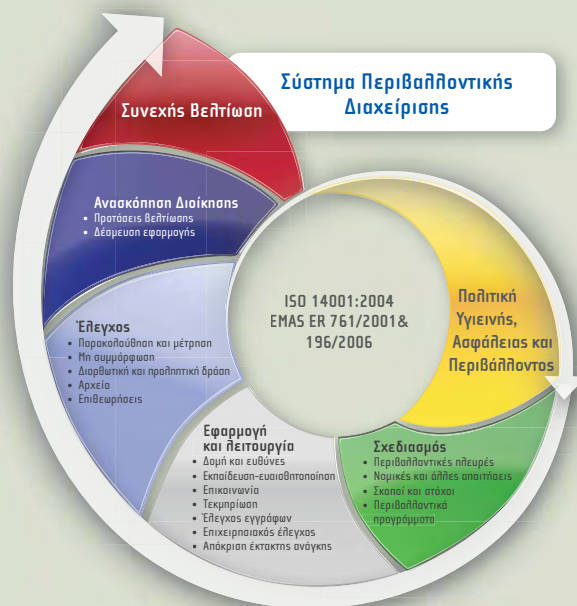 Σύστημα Περιβαλλοντικής
Διαχείρισης
Συνεχής Βελτίωση
Ανασκόπηση Διοίκησης
• Προτάσεις βελτίωσης
• Δέσμευση εφαρμογής
Έλεγχος
• Παρακολούθηση και μέτρηση
• Μη συμμόρφωση
• Διορθωτική και προληπτική δράση
• Αρχείο
• Επιθεωρήσεις
Εφαρμογή
και λειτουργία
• Δομή και ευθύνες
• Εκπαίδευση-ευαισθητοποίηση
• Επικοινωνία
• Τεκμηρίωση
• Έλεγχος εγγράφων
• Επιχειρησιακός έλεγχος
• Απόκριση έκτακτης ανάγκης
Σχεδιασμός
• Περιβαλλοντικές πλευρές
• Νομικές και άλλες απαιτήσεις
• Σκοποί και στόχοι
• Περιβαλλοντικά
προγράμματα
Πολιτική
Υγιεινής,
Ασφάλειας και
Περιβάλλοντος
ISO 14001:2004
EMAS ER 761/2001&
196/2006